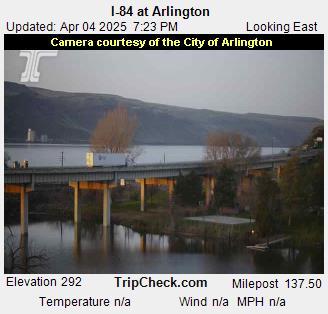 I-84 at Arlington
Updated: Apr 04 2025 7:23 PM Looking East
Camera courtesy of the City of Arlington
Elevation 292 TripCheck.com Milepost 137.50
Temperature n/a Wind n/a MPH n/a